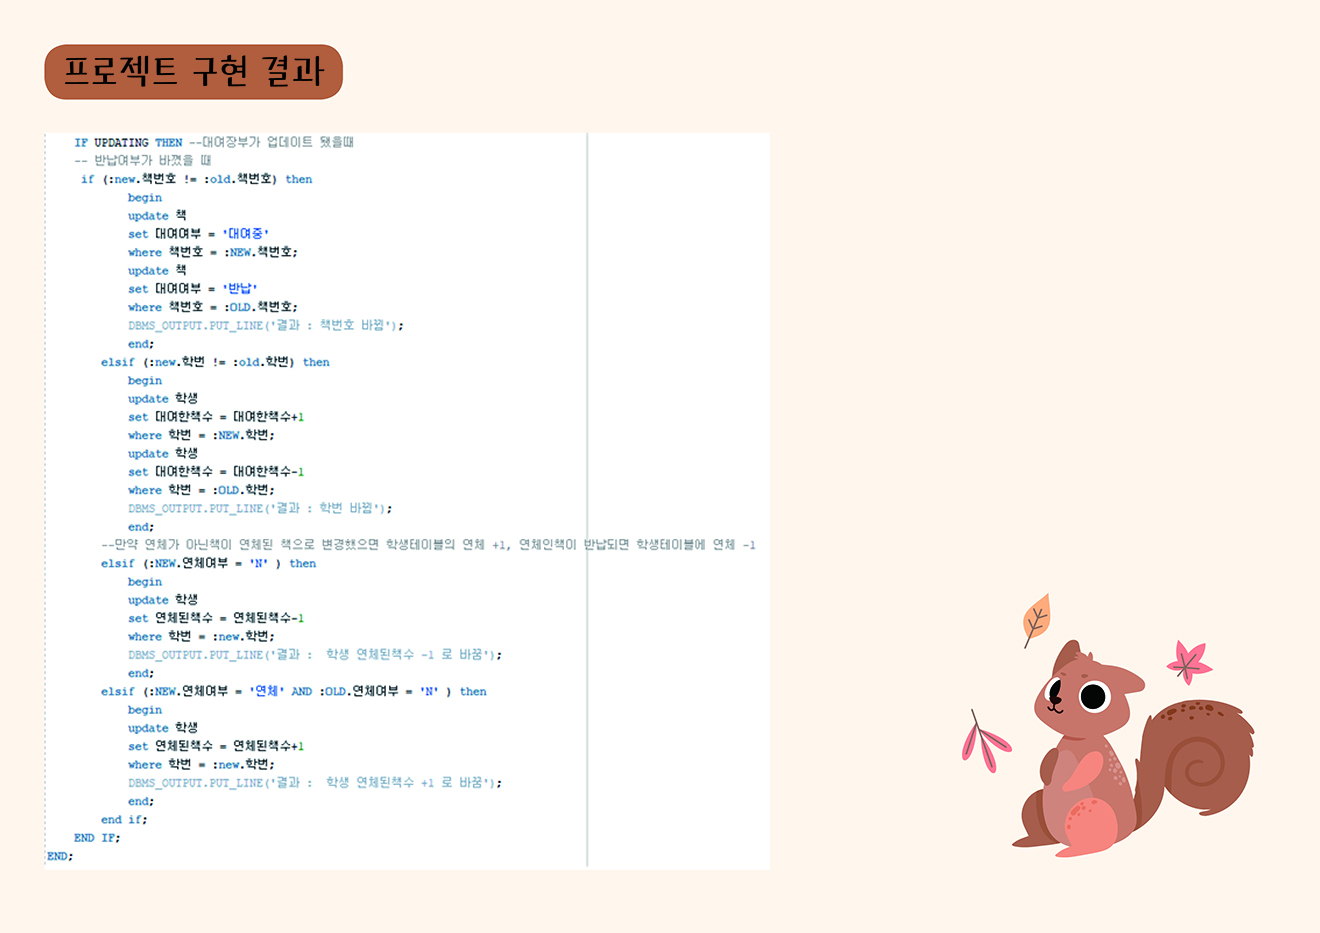 프로젝트 구현 결과
IF UPDATING THEN --대여장부가 업데이트 됐을때
-- 반납여부가 바꼈을 때
if (:new.책번호 != :old.책번호) then
begin
update 책
set 대여여부 = '대여중'
where 책번호 = :NEW.책번호;
update 책
set 대여여부 = '반납'
where 책번호 = :OLD.책번호;
DBMS_OUTPUT.PUT_LINE('결과 : 책번호 바뀜');
end;
elsif (:new.학번 != :old.학번) then
begin
update 학생
set 대여한책수 = 대여한책수+1
where 학번 = :NEW.학번;
update 학생
set 대여한책수 = 대여한책수-1
where 학번 = :OLD.학번;
DBMS_OUTPUT.PUT_LINE('결과 : 학번 바뀜');
end;
--만약 연체가 아닌책이 연체된 책으로 변경했으면 학생테이블의 연체 +1, 연체인책이 반납되면 학생테이블에 연체 -1
elsif (:NEW.연체여부 = 'N' ) then
begin
update 학생
set 연체된책수 = 연체된책수-1
where 학번 = :new.학번;
DBMS_OUTPUT.PUT_LINE('결과 :  학생 연체된책수 -1 로 바꿈');
end;
elsif (:NEW.연체여부 = '연체' AND :OLD.연체여부 = 'N' ) then
begin
update 학생
set 연체된책수 = 연체된책수+1
where 학번 = :new.학번;
DBMS_OUTPUT.PUT_LINE('결과 :  학생 연체된책수 +1 로 바꿈');
end;
end if;
END IF;
END;